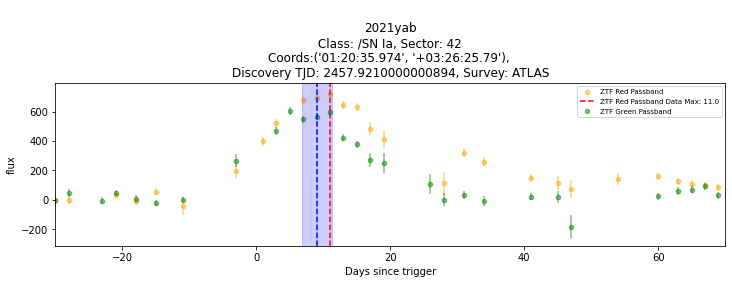 2021yab
Class: /SN Ia, Sector: 42
Coords:('01:20:35.974', '+03:26:25.79'),
Discovery TJD: 2457.9210000000894, Survey: ATLAS
ZTF Red Passband
ZTF Red Passband Data Max: 11.0
ZTF Green Passband
flux
600
400
200
0
−200
−20
0
20
40
60
Days since trigger